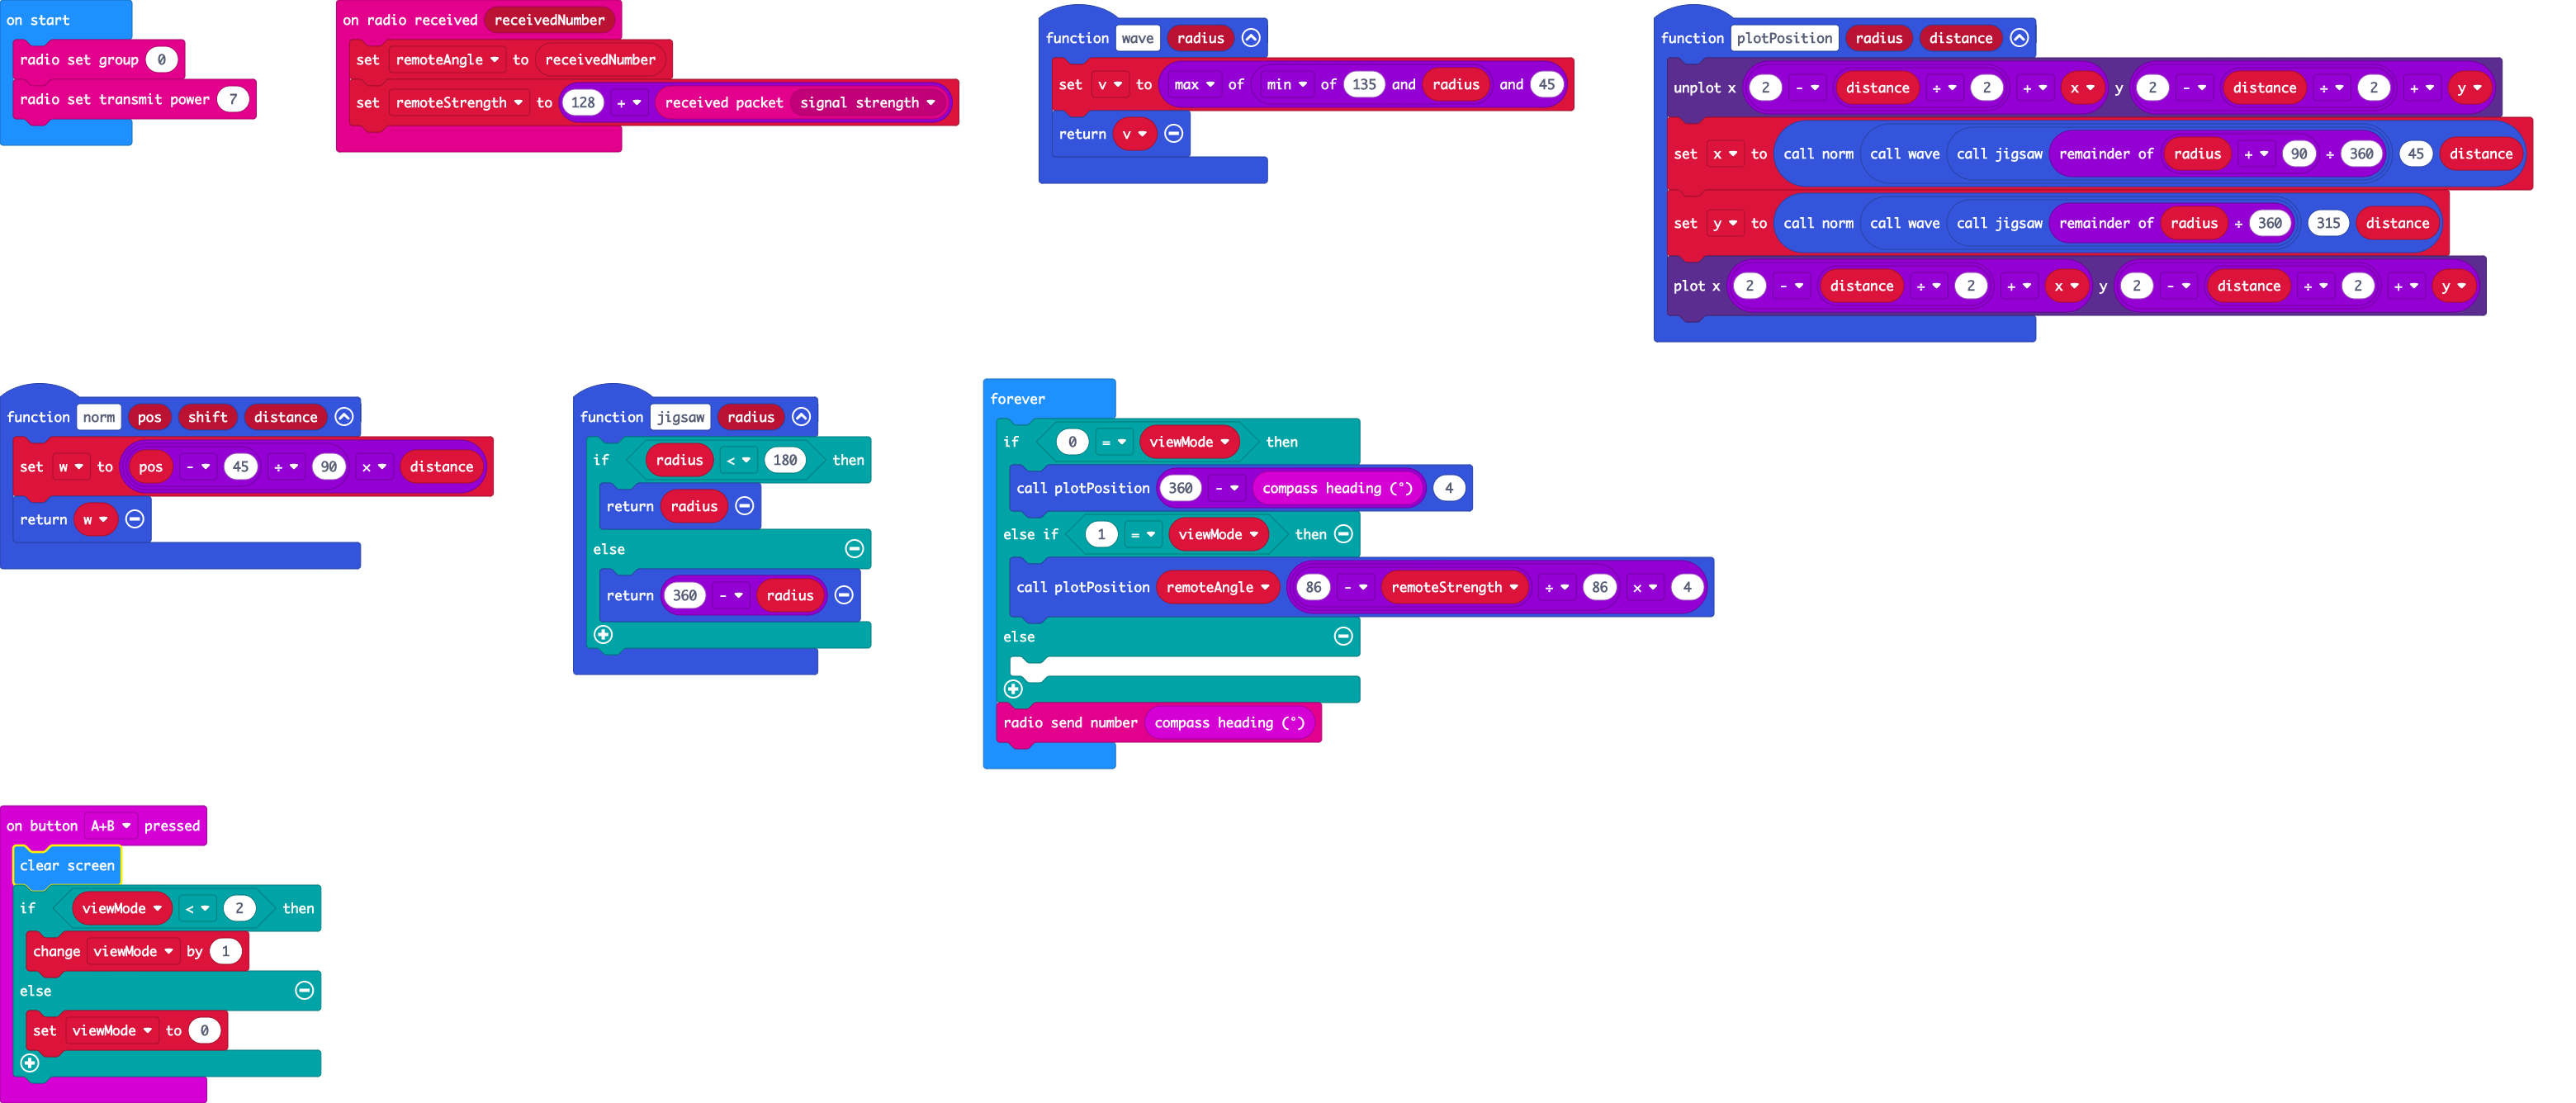 on start
radio set group 0
radio set transmit power 7
on radio received receivedNumber
set remoteAngle to receivedNumber
set remoteStrength to 128 + received packet signal strength
function wave radius
set v to max of min of 135 and radius and 45
return v
function plotPosition radius distance
unplot x 2 - distance ÷ 2 + x y 2 - distance ÷ 2 + y
set x to call norm call wave call jigsaw remainder of radius + 90 ÷ 360 45 distance
set y to call norm call wave call jigsaw remainder of radius ÷ 360 315 distance
plot x 2 - distance ÷ 2 + x y 2 - distance ÷ 2 + y
function norm pos shift distance
set w to pos - 45 ÷ 90 × distance
return w
function jigsaw radius
if radius < 180 then
return radius
else
return 360 - radius
forever
if 0 = viewMode then
call plotPosition 360 - compass heading (°) 4
else if 1 = viewMode then
call plotPosition remoteAngle 86 - remoteStrength ÷ 86 × 4
else
radio send number compass heading (°)
on button A+B pressed
clear screen
if viewMode < 2 then
change viewMode by 1
else
set viewMode to 0